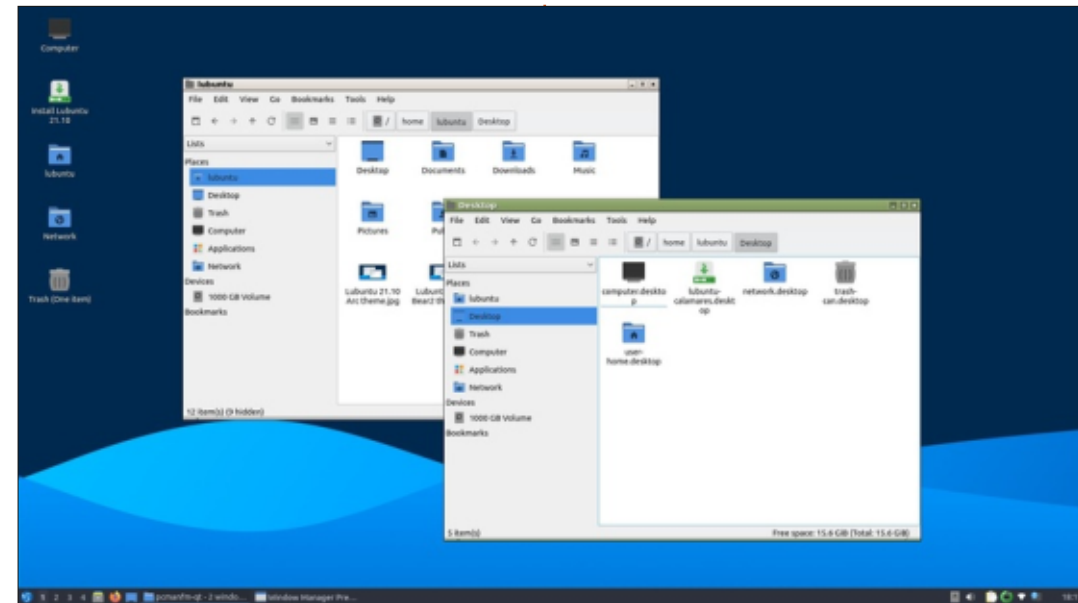 Computer
Install Lubuntu
21.10
lubuntu
Network
Trash (One item)
lubuntu
File Edit View Go Bookmarks Tools Help
/ home lubuntu Desktop
Lists
Places
lubuntu
Desktop
Trash
Computer
Applications
Network
Devices
1000 GB Volume
Bookmarks
Desktop Documents Downloads Music
Pictures
Lubuntu 21.10
Arc theme.jpg
12 item(s) (9 hidden)
Desktop
File Edit View Go Bookmarks Tools Help
/ home lubuntu Desktop
Lists
Places
lubuntu
Desktop
Trash
Computer
Applications
Network
Devices
1000 GB Volume
Bookmarks
computer.deskto
p
lubuntu-
calamares.deskt
op
network.desktop
trash-
can.desktop
user-
home.desktop
5 item(s)
Free space: 15.6 GiB (Total: 15.6 GiB)
1 2 3 4 pcmanfm-qt - 2 windo... Window Manager Pre...